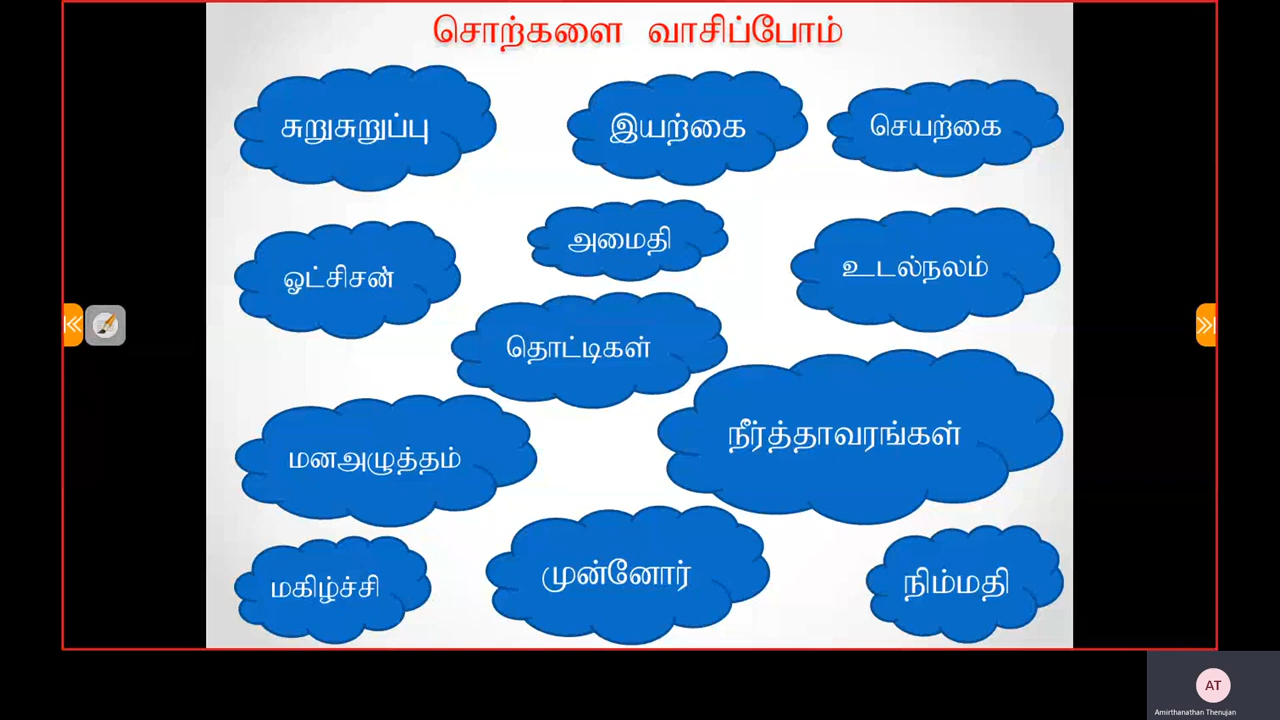 சொற்களை வாசிப்போம்
சுறுசுறுப்பு
இயற்கை
செயற்கை
அமைதி
ஓட்சிசன்
உடல்நலம்
தொட்டிகள்
நீர்த்தாவரங்கள்
மனஅழுத்தம்
மகிழ்ச்சி
முன்னோர்
நிம்மதி
AT
Amirthanathan Thenujan